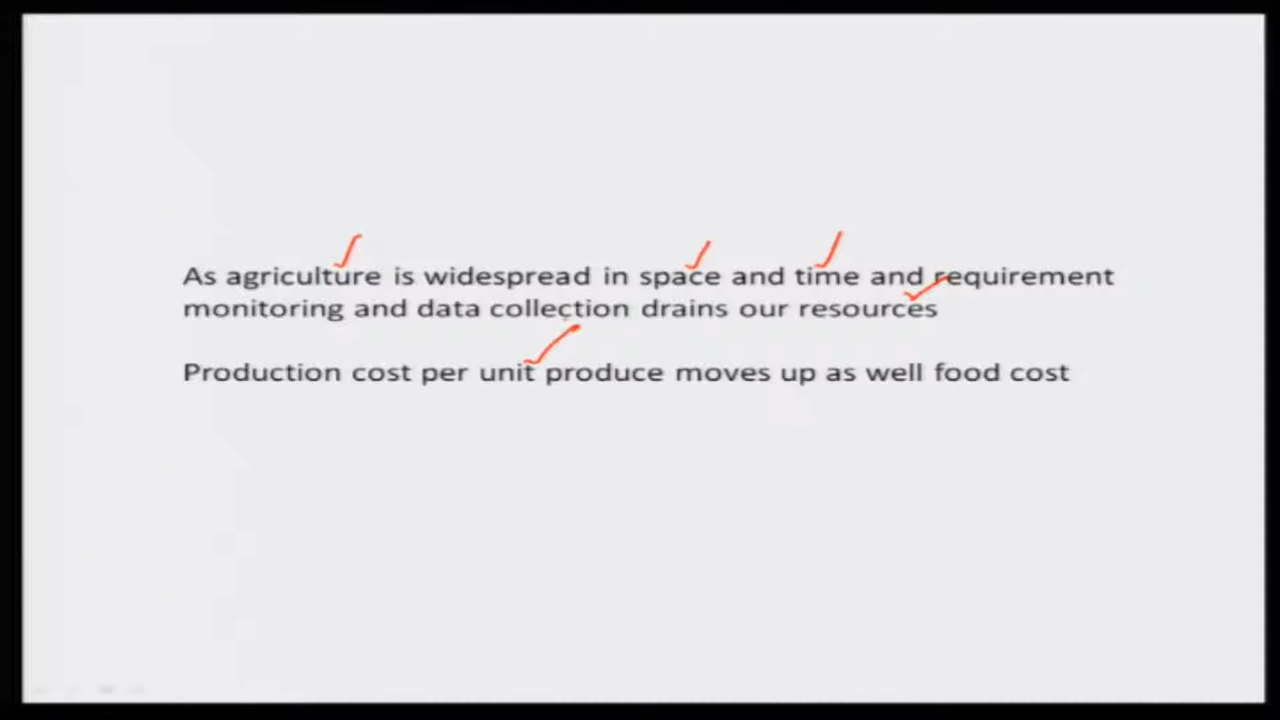 As agriculture is widespread in space and time and requirement
monitoring and data collection drains our resources
Production cost per unit produce moves up as well food cost